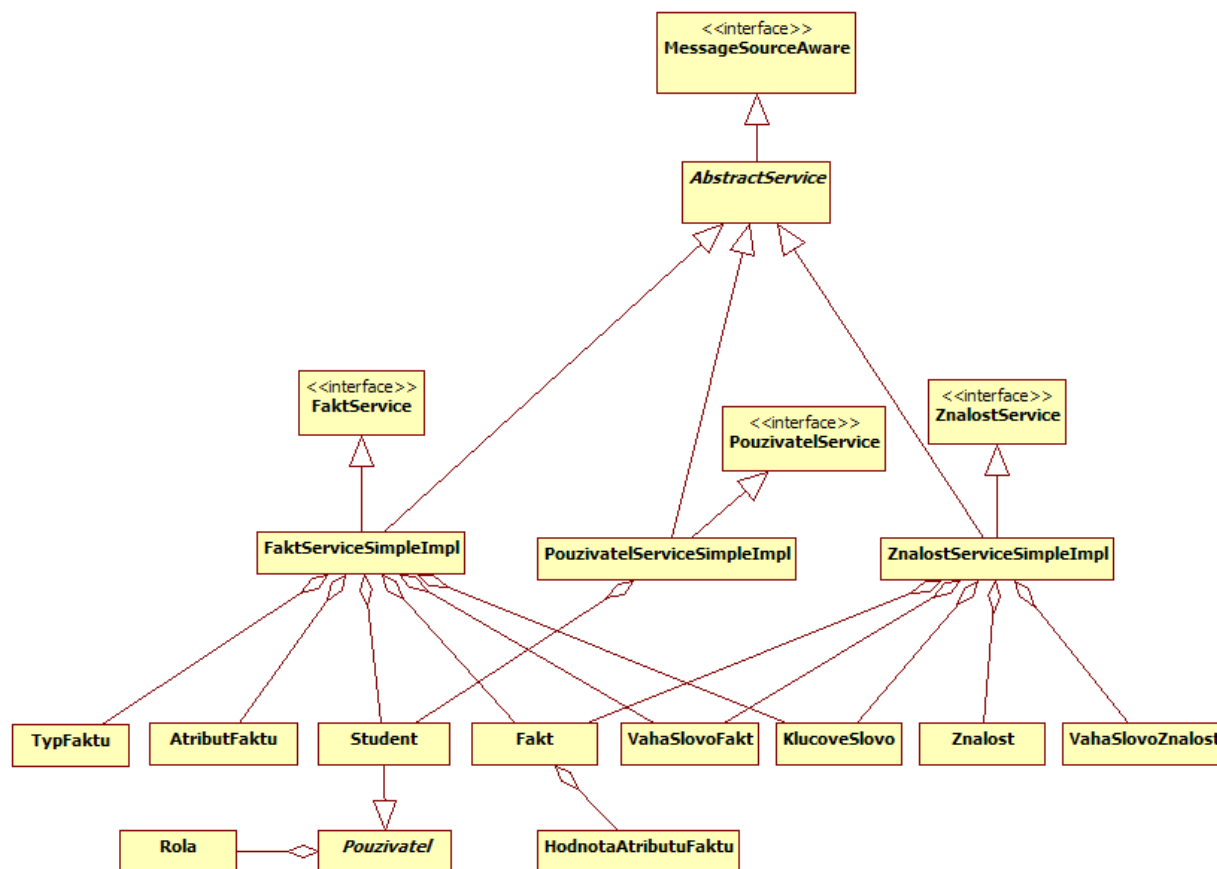 <<interface>>
MessageSourceAware
AbstractService
<<interface>>
FaktService
<<interface>>
PouzivatelService
<<interface>>
ZnalostService
FaktServiceSimpleImpl
PouzivatelServiceSimpleImpl
ZnalostServiceSimpleImpl
TypFaktu
AtributFaktu
Student
Fakt
VahaSlovoFakt
KlucoveSlovo
Znalost
VahaSlovoZnalost
Rola
Pouzivatel
HodnotaAtributuFaktu